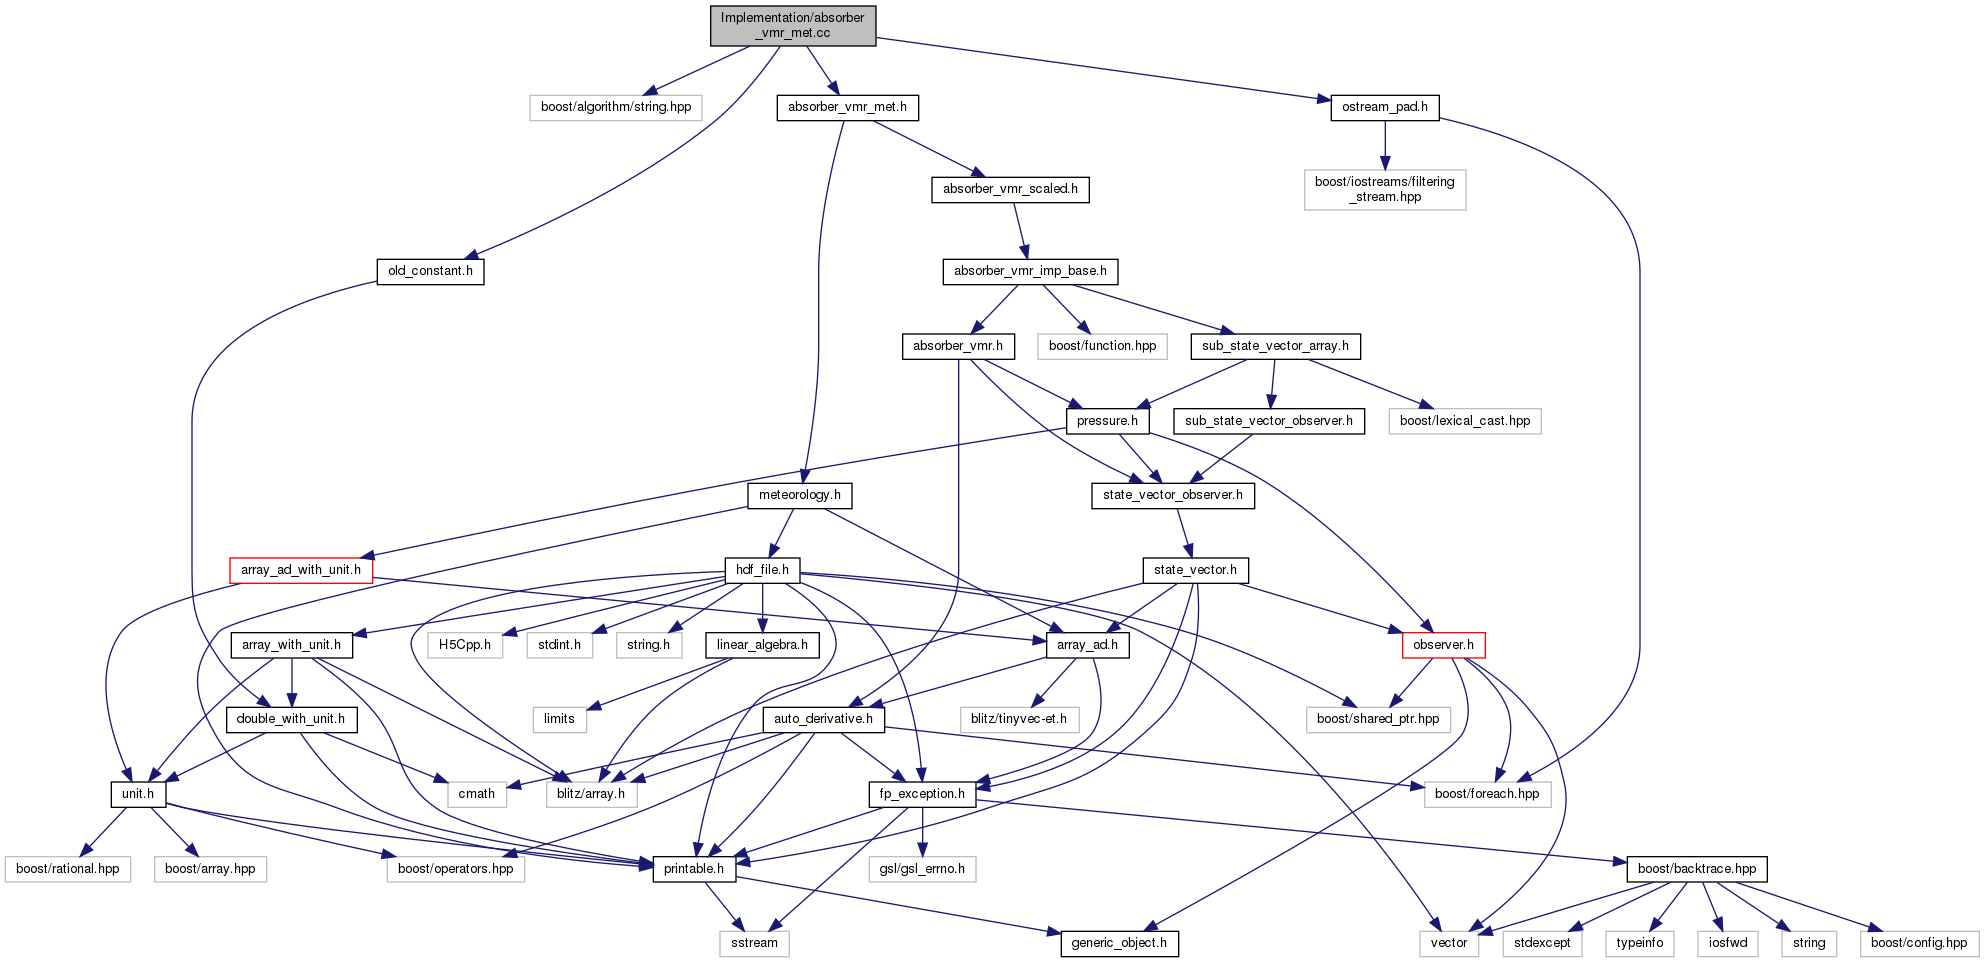 Implementation/absorber
_vmr_met.cc
boost/algorithm/string.hpp
absorber_vmr_met.h
ostream_pad.h
absorber_vmr_scaled.h
boost/iostreams/filtering
_stream.hpp
old_constant.h
absorber_vmr_imp_base.h
absorber_vmr.h
boost/function.hpp
sub_state_vector_array.h
pressure.h
sub_state_vector_observer.h
boost/lexical_cast.hpp
meteorology.h
state_vector_observer.h
array_ad_with_unit.h
hdf_file.h
state_vector.h
array_with_unit.h
H5Cpp.h
stdint.h
string.h
linear_algebra.h
array_ad.h
observer.h
double_with_unit.h
limits
auto_derivative.h
blitz/tinyvec-et.h
boost/shared_ptr.hpp
unit.h
cmath
blitz/array.h
fp_exception.h
boost/foreach.hpp
boost/rational.hpp
boost/array.hpp
boost/operators.hpp
printable.h
gsl/gsl_errno.h
boost/backtrace.hpp
sstream
generic_object.h
vector
stdexcept
typeinfo
iosfwd
string
boost/config.hpp